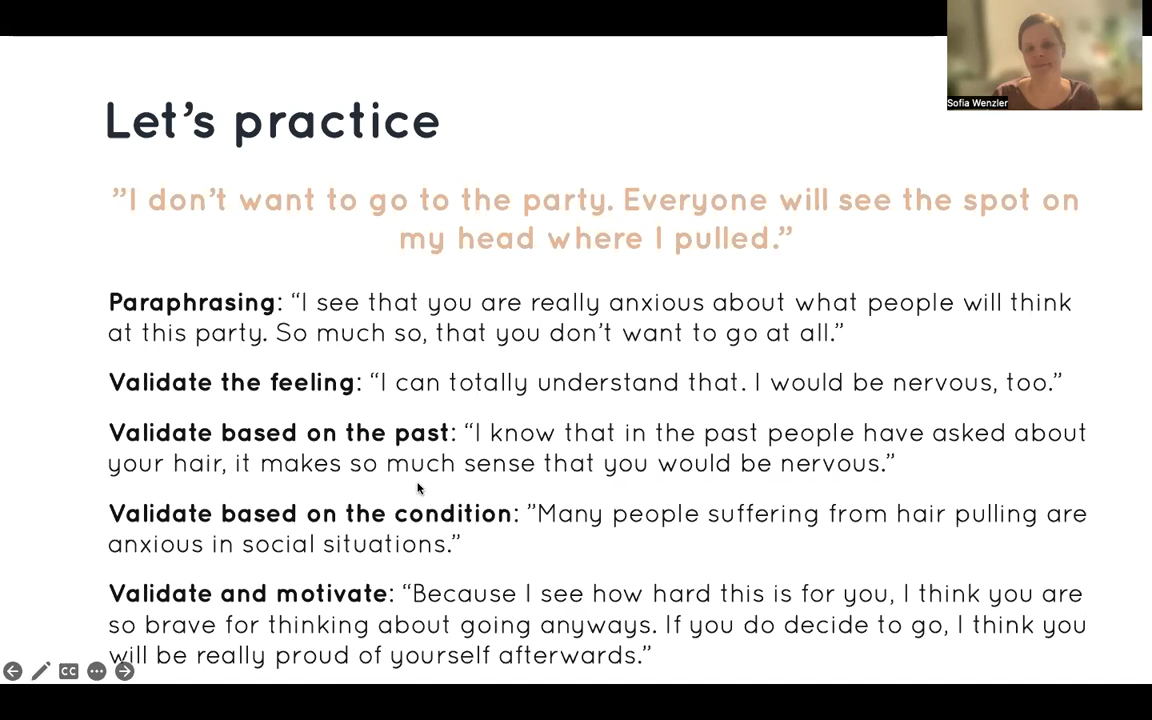 Sofia Wenzler
Let's practice
”I don't want to go to the party. Everyone will see the spot on
my head where I pulled.”
Paraphrasing: “I see that you are really anxious about what people will think
at this party. So much so, that you don't want to go at all.”
Validate the feeling: “I can totally understand that. I would be nervous, too.”
Validate based on the past: “I know that in the past people have asked about
your hair, it makes so much sense that you would be nervous.”
Validate based on the condition: ”Many people suffering from hair pulling are
anxious in social situations.”
Validate and motivate: “Because I see how hard this is for you, I think you are
so brave for thinking about going anyways. If you do decide to go, I think you
will be really proud of yourself afterwards.”
CC